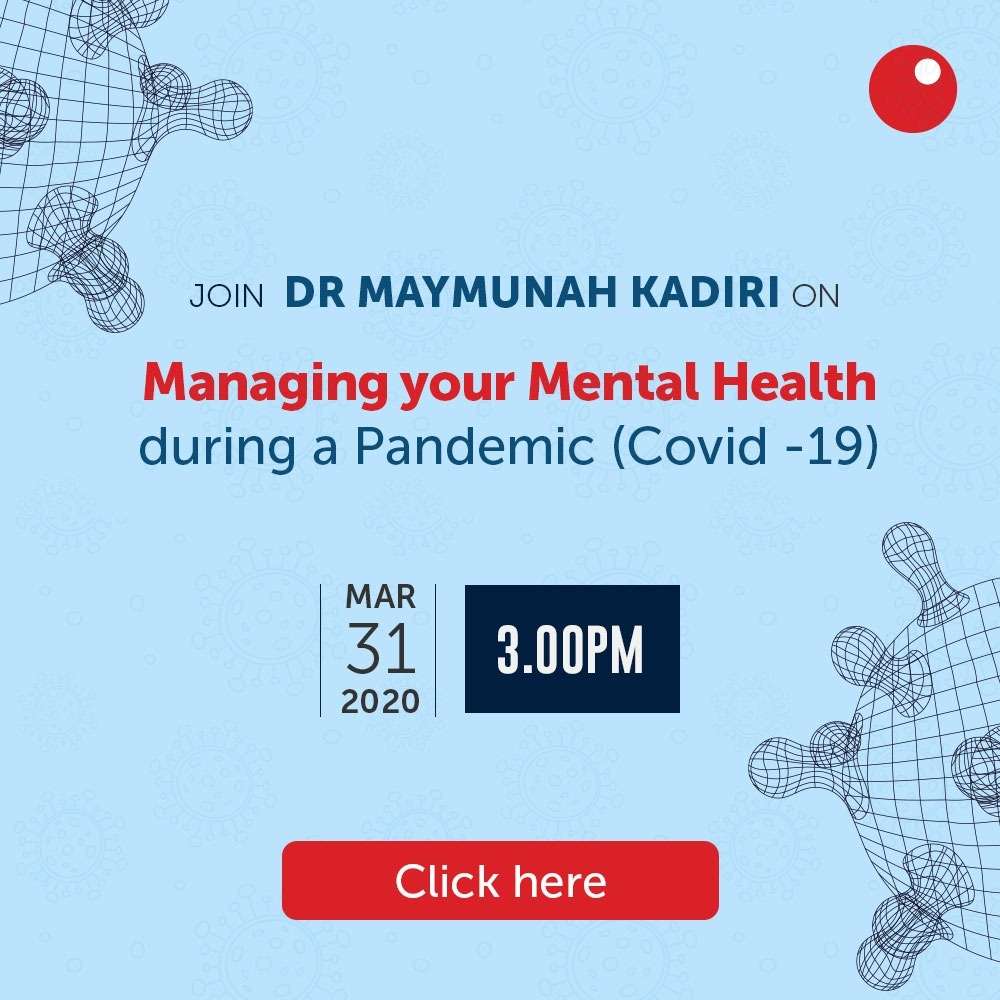 JOIN DR MAYMUNAH KADIRI ON
Managing your Mental Health
during a Pandemic (Covid -19)
MAR
31
2020
3.00PM
Click here